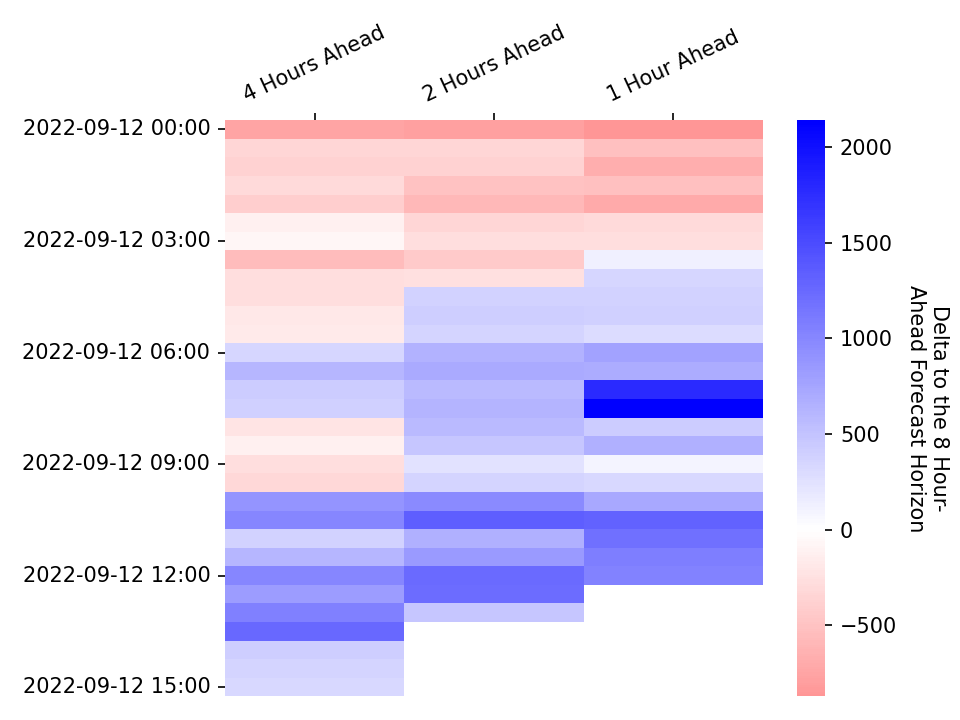 4 Hours Ahead
2 Hours Ahead
1 Hour Ahead
2022-09-12 00:00
2022-09-12 03:00
2022-09-12 06:00
2022-09-12 09:00
2022-09-12 12:00
2022-09-12 15:00
2000
1500
1000
500
0
−500
Delta to the 8 Hour-
Ahead Forecast Horizon